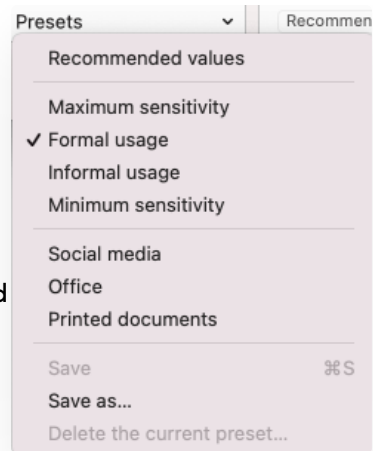 Presets
Recommen
Recommended values
Maximum sensitivity
✓ Formal usage
Informal usage
Minimum sensitivity
Social media
d
Office
Printed documents
Save ⌘S
Save as...
Delete the current preset...